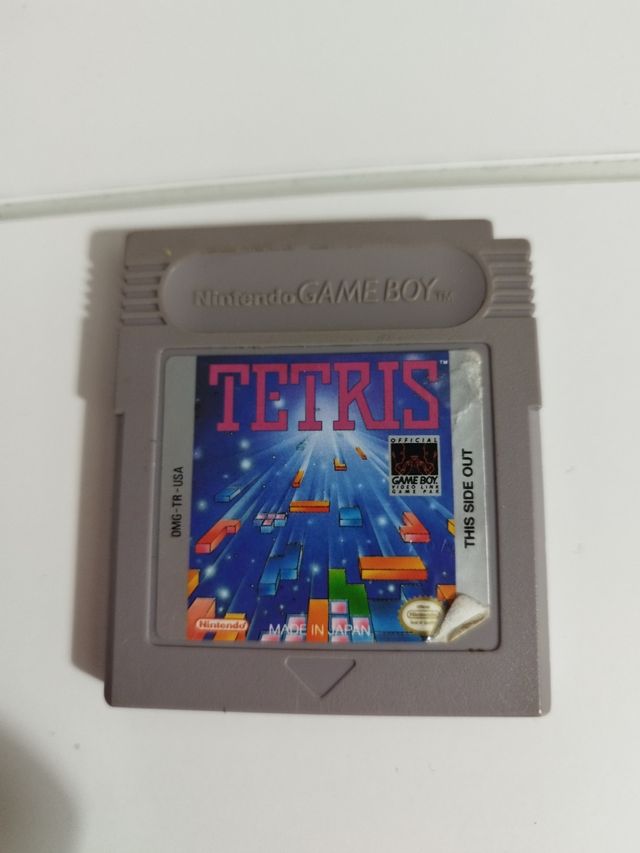 Nintendo GAME BOY TM
TETRIS TM
OFFICIAL
GAME BOY
VIDEO LINK
GAME PAK
DMG-TR-USA
THIS SIDE OUT
Nintendo
MADE IN JAPAN
Nintendo